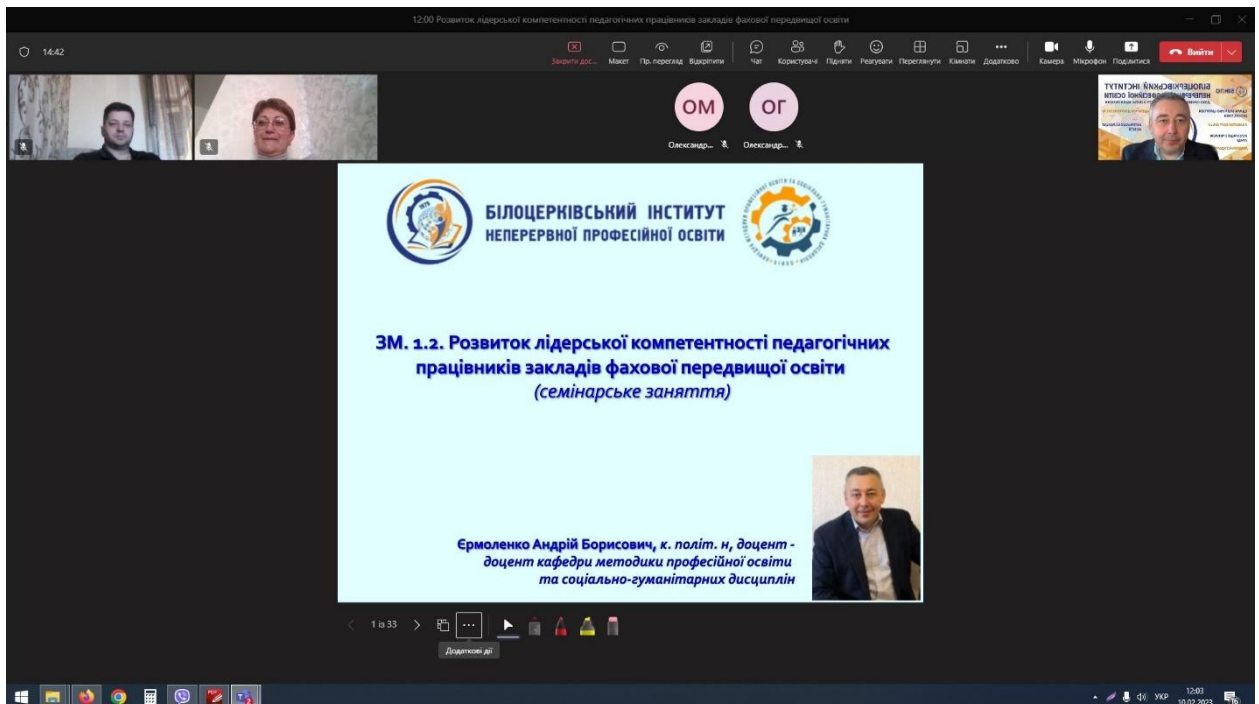 12:00 Розвиток лідерської компетентності педагогічних працівників закладів фахової передвищої освіти
14:42
Закрити дос...
Макет
Пр. перегляд
Відкріпити
Чат
Користувачі
Підняти
Реагувати
Переглянути
Кімнати
Додатково
Камера
Мікрофон
Поділитися
Вийти
ОМ
ОГ
Олександр...
Олександр...
БІЛОЦЕРКІВСЬКИЙ ІНСТИТУТ
НЕПЕРЕРВНОЇ ПРОФЕСІЙНОЇ ОСВІТИ
ЗМ. 1.2. Розвиток лідерської компетентності педагогічних
працівників закладів фахової передвищої освіти
(семінарське заняття)
Єрмоленко Андрій Борисович, к. політ. н, доцент -
доцент кафедри методики професійної освіти
та соціально-гуманітарних дисциплін
1 із 33
Додаткові дії
УКР
12:03
10.02.2023